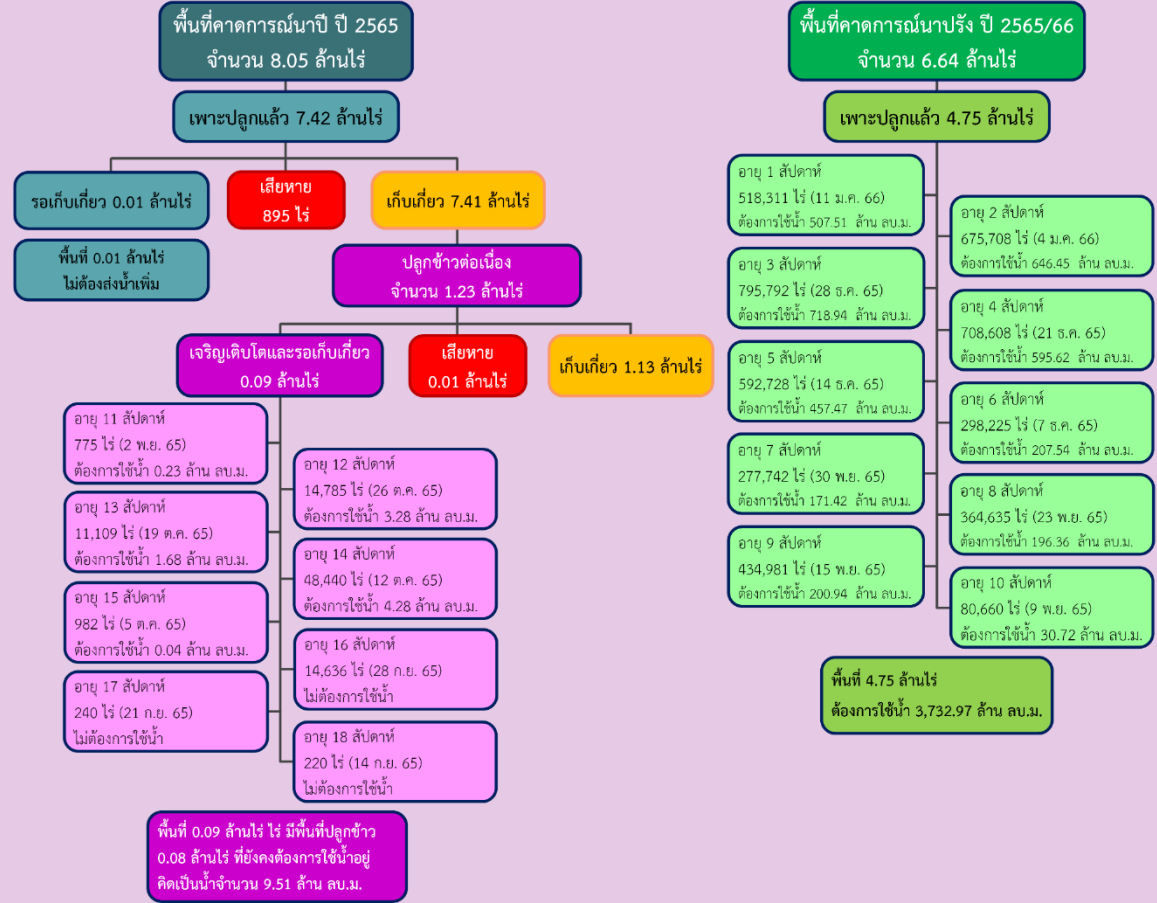 พื้นที่คาดการณ์นาปี ปี 2565
จำนวน 8.05 ล้านไร่
เพาะปลูกแล้ว 7.42 ล้านไร่
รอเก็บเกี่ยว 0.01 ล้านไร่
เสียหาย
895 ไร่
เก็บเกี่ยว 7.41 ล้านไร่
พื้นที่ 0.01 ล้านไร่
ไม่ต้องส่งน้ำเพิ่ม
ปลูกข้าวต่อเนื่อง
จำนวน 1.23 ล้านไร่
เจริญเติบโตและรอเก็บเกี่ยว
0.09 ล้านไร่
เสียหาย
0.01 ล้านไร่
เก็บเกี่ยว 1.13 ล้านไร่
อายุ 11 สัปดาห์
775 ไร่ (2 พ.ย. 65)
ต้องการใช้น้ำ 0.23 ล้าน ลบ.ม.
อายุ 12 สัปดาห์
14,785 ไร่ (26 ต.ค. 65)
ต้องการใช้น้ำ 3.28 ล้าน ลบ.ม.
อายุ 13 สัปดาห์
11,109 ไร่ (19 ต.ค. 65)
ต้องการใช้น้ำ 1.68 ล้าน ลบ.ม.
อายุ 14 สัปดาห์
48,440 ไร่ (12 ต.ค. 65)
ต้องการใช้น้ำ 4.28 ล้าน ลบ.ม.
อายุ 15 สัปดาห์
982 ไร่ (5 ต.ค. 65)
ต้องการใช้น้ำ 0.04 ล้าน ลบ.ม.
อายุ 16 สัปดาห์
14,636 ไร่ (28 ก.ย. 65)
ไม่ต้องการใช้น้ำ
อายุ 17 สัปดาห์
240 ไร่ (21 ก.ย. 65)
ไม่ต้องการใช้น้ำ
อายุ 18 สัปดาห์
220 ไร่ (14 ก.ย. 65)
ไม่ต้องการใช้น้ำ
พื้นที่ 0.09 ล้านไร่ ไร่ มีพื้นที่ปลูกข้าว
0.08 ล้านไร่ ที่ยังคงต้องการใช้น้ำอยู่
คิดเป็นน้ำจำนวน 9.51 ล้าน ลบ.ม.
พื้นที่คาดการณ์นาปรัง ปี 2565/66
จำนวน 6.64 ล้านไร่
เพาะปลูกแล้ว 4.75 ล้านไร่
อายุ 1 สัปดาห์
518,311 ไร่ (11 ม.ค. 66)
ต้องการใช้น้ำ 507.51 ล้าน ลบ.ม.
อายุ 2 สัปดาห์
675,708 ไร่ (4 ม.ค. 66)
ต้องการใช้น้ำ 646.45 ล้าน ลบ.ม.
อายุ 3 สัปดาห์
795,792 ไร่ (28 ธ.ค. 65)
ต้องการใช้น้ำ 718.94 ล้าน ลบ.ม.
อายุ 4 สัปดาห์
708,608 ไร่ (21 ธ.ค. 65)
ต้องการใช้น้ำ 595.62 ล้าน ลบ.ม.
อายุ 5 สัปดาห์
592,728 ไร่ (14 ธ.ค. 65)
ต้องการใช้น้ำ 457.47 ล้าน ลบ.ม.
อายุ 6 สัปดาห์
298,225 ไร่ (7 ธ.ค. 65)
ต้องการใช้น้ำ 207.54 ล้าน ลบ.ม.
อายุ 7 สัปดาห์
277,742 ไร่ (30 พ.ย. 65)
ต้องการใช้น้ำ 171.42 ล้าน ลบ.ม.
อายุ 8 สัปดาห์
364,635 ไร่ (23 พ.ย. 65)
ต้องการใช้น้ำ 196.36 ล้าน ลบ.ม.
อายุ 9 สัปดาห์
434,981 ไร่ (15 พ.ย. 65)
ต้องการใช้น้ำ 200.94 ล้าน ลบ.ม.
อายุ 10 สัปดาห์
80,660 ไร่ (9 พ.ย. 65)
ต้องการใช้น้ำ 30.72 ล้าน ลบ.ม.
พื้นที่ 4.75 ล้านไร่
ต้องการใช้น้ำ 3,732.97 ล้าน ลบ.ม.